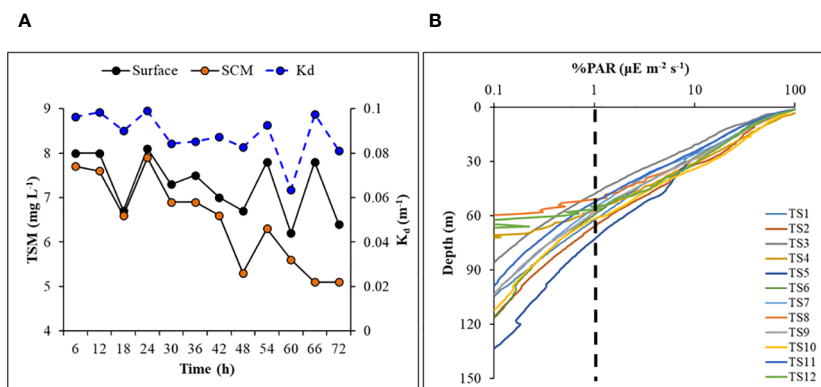 A
Surface SCM Kd
TSM (mg L-1)
9
8
7
6
5
4
0.1
0.08
0.06
0.04
0.02
0
Kd (m-1)
6 12 18 24 30 36 42 48 54 60 66 72
Time (h)
B
%PAR (µE m-2 s-1)
0.1 1 10 100
Depth (m)
0
30
60
90
120
150
TS1
TS2
TS3
TS4
TS5
TS6
TS7
TS8
TS9
TS10
TS11
TS12